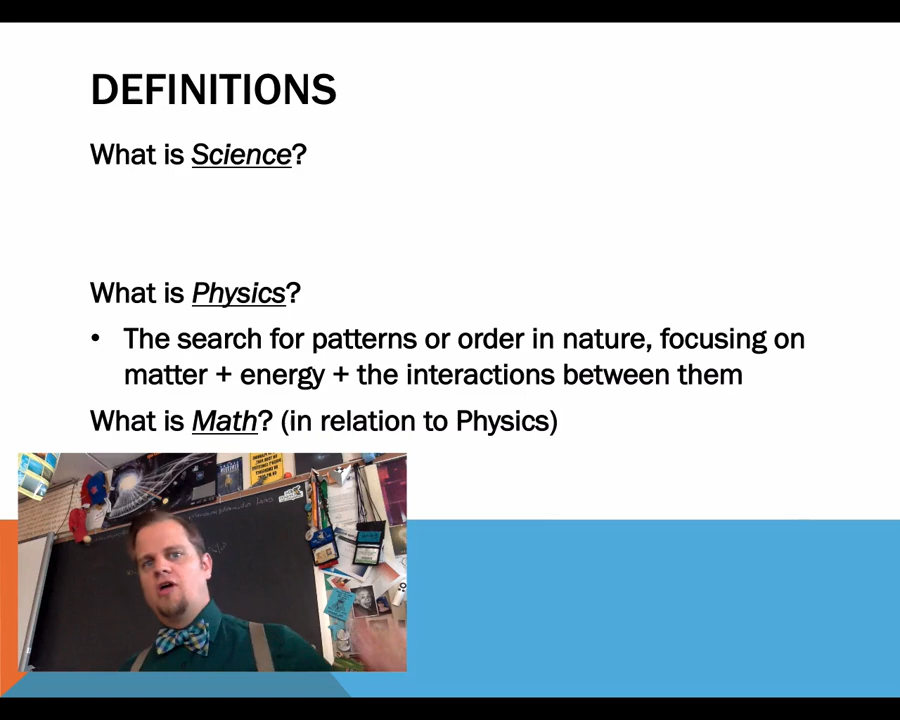 DEFINITIONS
What is Science?
What is Physics?
• The search for patterns or order in nature, focusing on
matter + energy + the interactions between them
What is Math? (in relation to Physics)